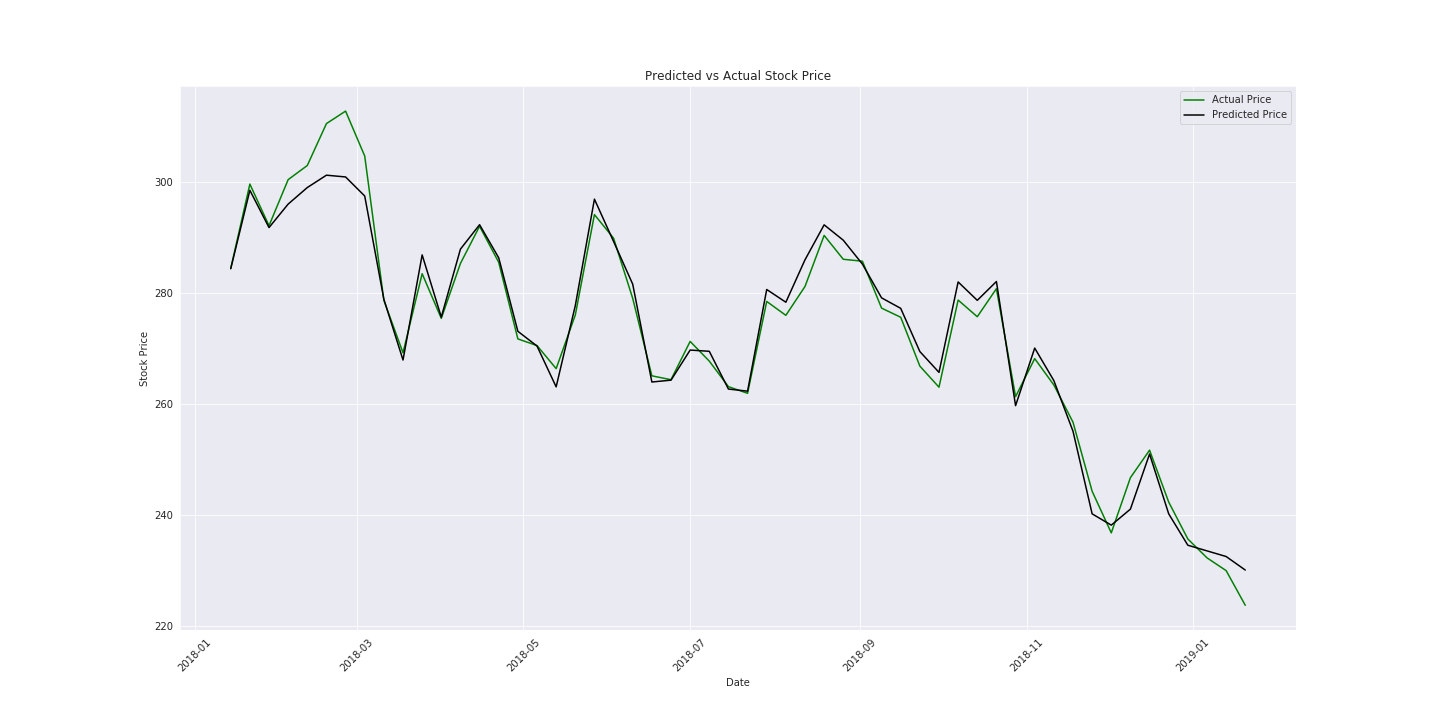 Predicted vs Actual Stock Price
Actual Price
Predicted Price
Stock Price
300
280
260
240
220
2018-01
2018-03
2018-05
2018-07
2018-09
2018-11
2019-01
Date